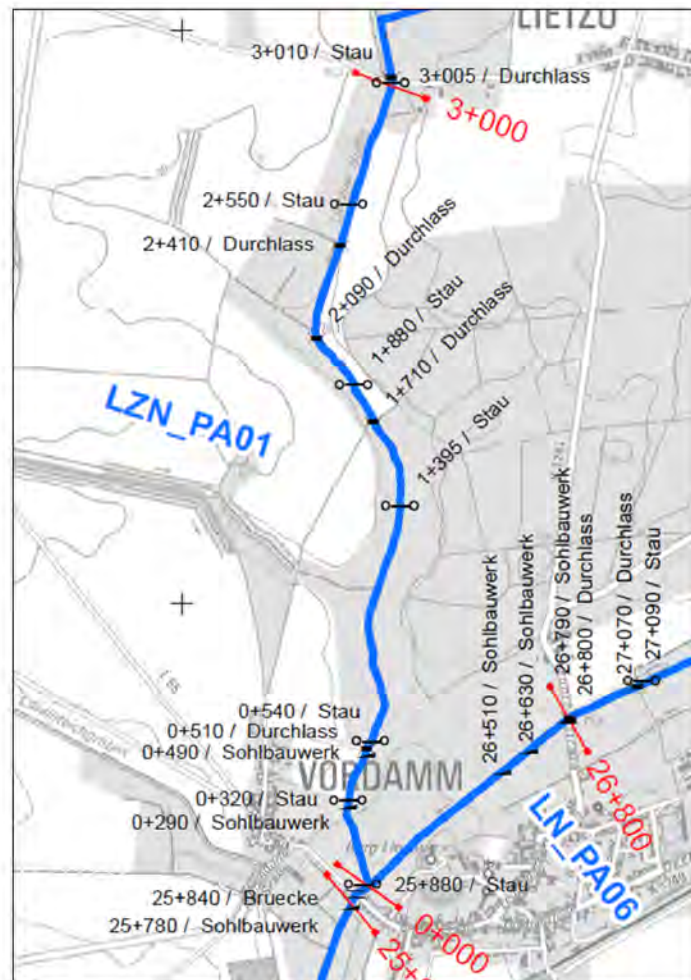 LIETZO
3+010 / Stau
3+005 / Durchlass
3+000
2+550 / Stau
2+410 / Durchlass
2+090 / Durchlass
1+880 / Stau
1+710 / Durchlass
LZN_PA01
1+395 / Stau
26+510 / Sohlbauwerk
26+630 / Sohlbauwerk
26+790 / Sohlbauwerk
26+800 / Durchlass
27+070 / Durchlass
27+090 / Stau
0+540 / Stau
0+510 / Durchlass
0+490 / Sohlbauwerk
VORDAMM
26+800
0+320 / Stau
0+290 / Sohlbauwerk
LN_PA06
25+880 / Stau
25+840 / Bruecke
0+000
25+780 / Sohlbauwerk